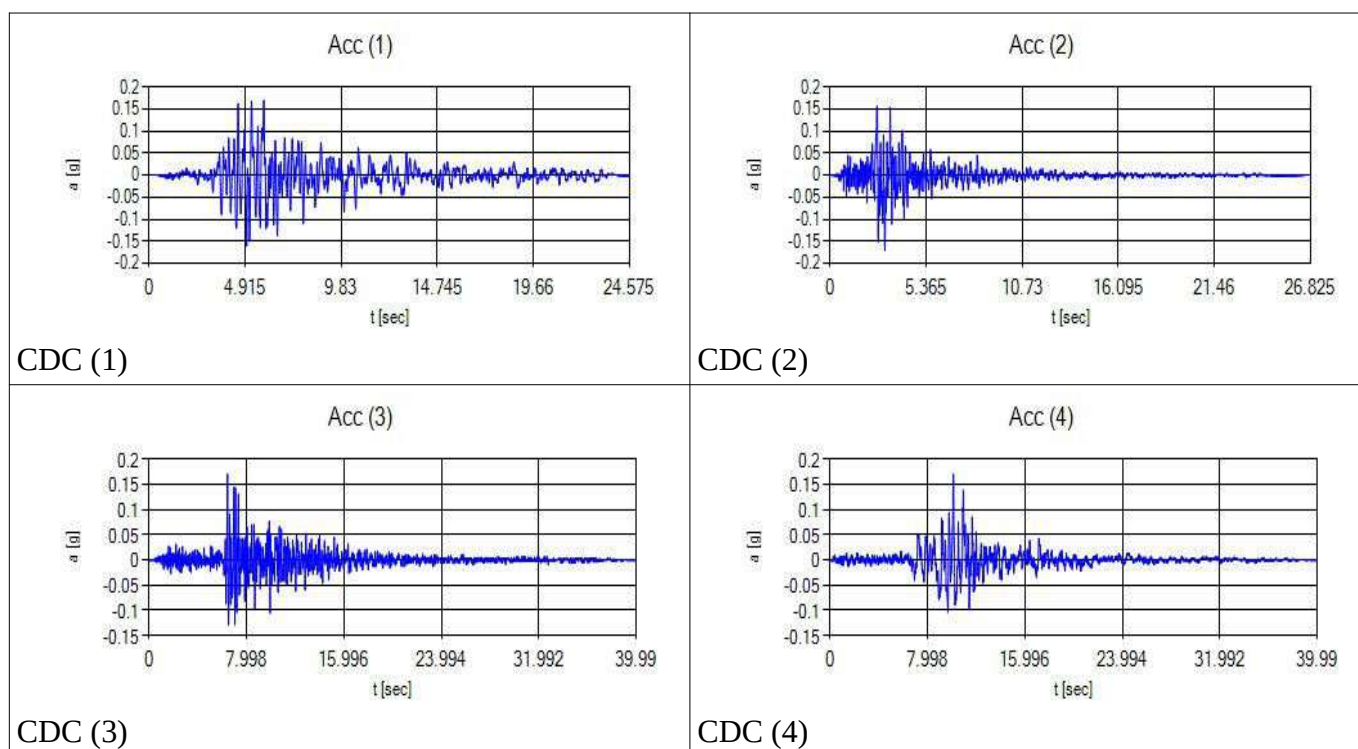 Acc (1)
0.2
0.15
0.1
0.05
0
-0.05
-0.1
-0.15
-0.2
a [g]
0 4.915 9.83 14.745 19.66 24.575
t [sec]
CDC (1)
Acc (2)
0.2
0.15
0.1
0.05
0
-0.05
-0.1
-0.15
-0.2
a [g]
0 5.365 10.73 16.095 21.46 26.825
t [sec]
CDC (2)
Acc (3)
0.2
0.15
0.1
0.05
0
-0.05
-0.1
-0.15
a [g]
0 7.998 15.996 23.994 31.992 39.99
t [sec]
CDC (3)
Acc (4)
0.2
0.15
0.1
0.05
0
-0.05
-0.1
-0.15
a [g]
0 7.998 15.996 23.994 31.992 39.99
t [sec]
CDC (4)